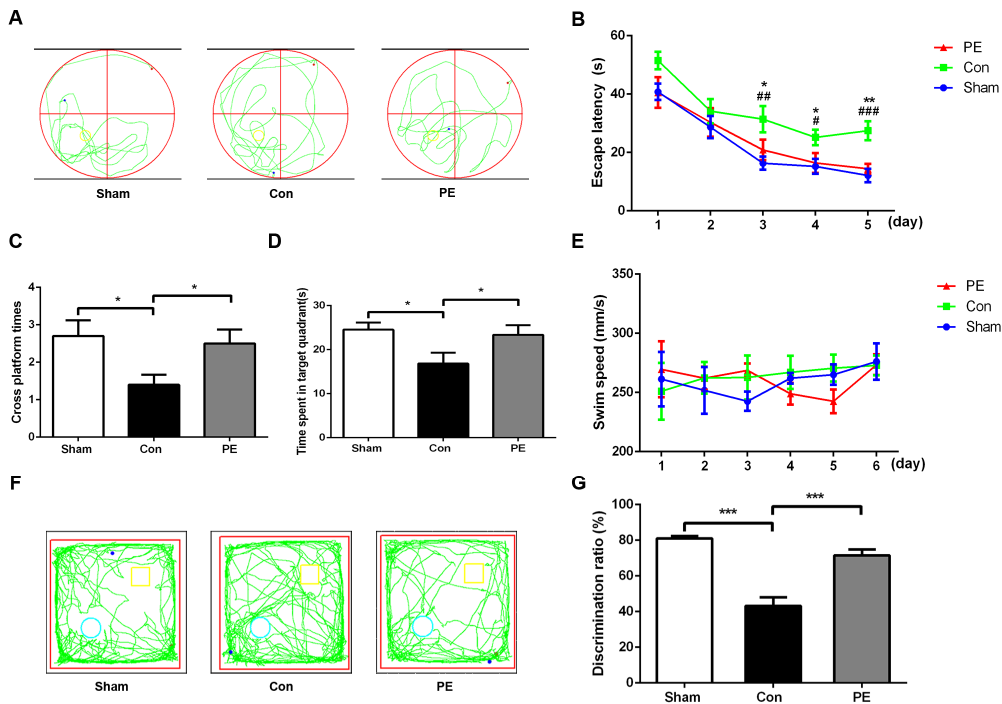 A
Sham
Con
PE
B
Escape latency (s)
60
40
20
0
*
##
*
#
**
###
1 2 3 4 5 (day)
PE
Con
Sham
C
Cross platform times
4
3
2
1
0
*
*
Sham Con PE
D
Time spent in target quadrant(s)
30
20
10
0
*
*
Sham Con PE
E
Swim speed (mm/s)
350
300
250
200
1 2 3 4 5 6 (day)
PE
Con
Sham
F
Sham
Con
PE
G
Discrimination ratio (%)
100
80
60
40
20
0
***
***
Sham Con PE